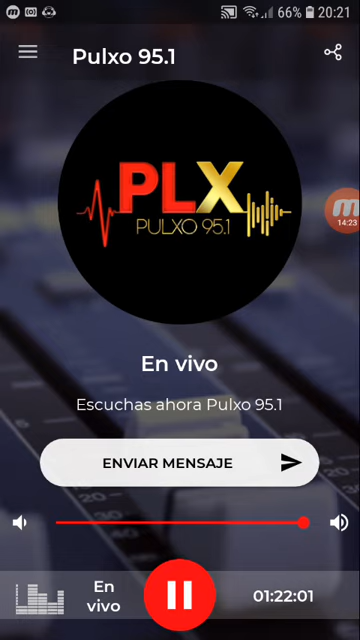 66% 20:21
Pulxo 95.1
PLX
PULXO 95.1
14:23
En vivo
Escuchas ahora Pulxo 95.1
ENVIAR MENSAJE
En
vivo
01:22:01